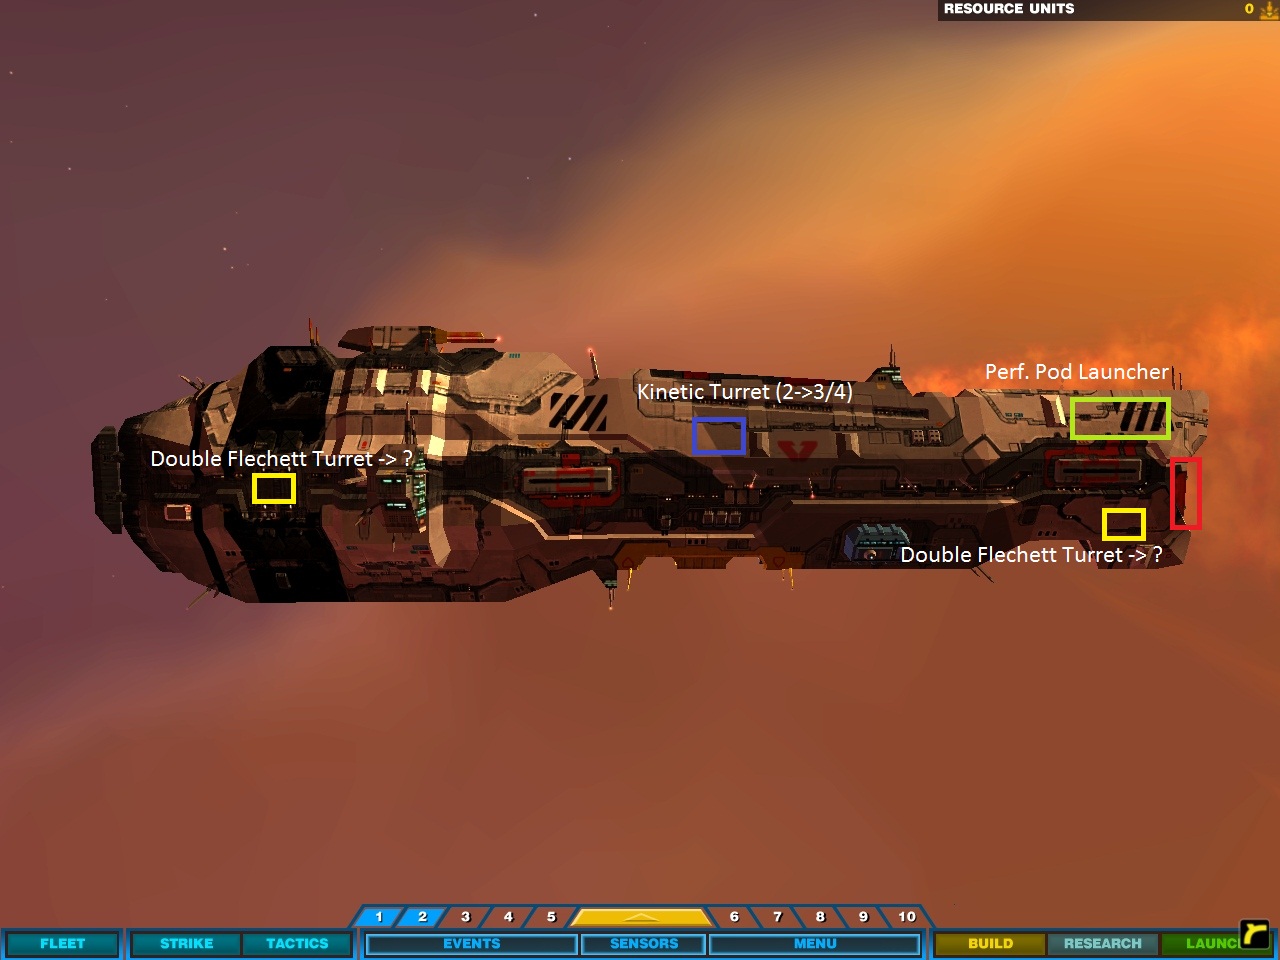 RESOURCE UNITS 0
Perf. Pod Launcher
Kinetic Turret (2->3/4)
Double Flechett Turret -> ?
Double Flechett Turret -> ?
1 2 3 4 5 6 7 8 9 10
FLEET STRIKE TACTICS EVENTS SENSORS MENU BUILD RESEARCH LAUNC